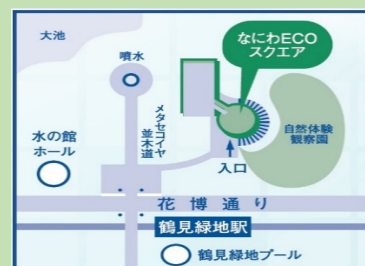 大池
なにわECO
スクエア
噴水
メタセコイヤ
並木道
水の館
ホール
自然体験
観察園
入口
花博通り
鶴見緑地駅
鶴見緑地プール